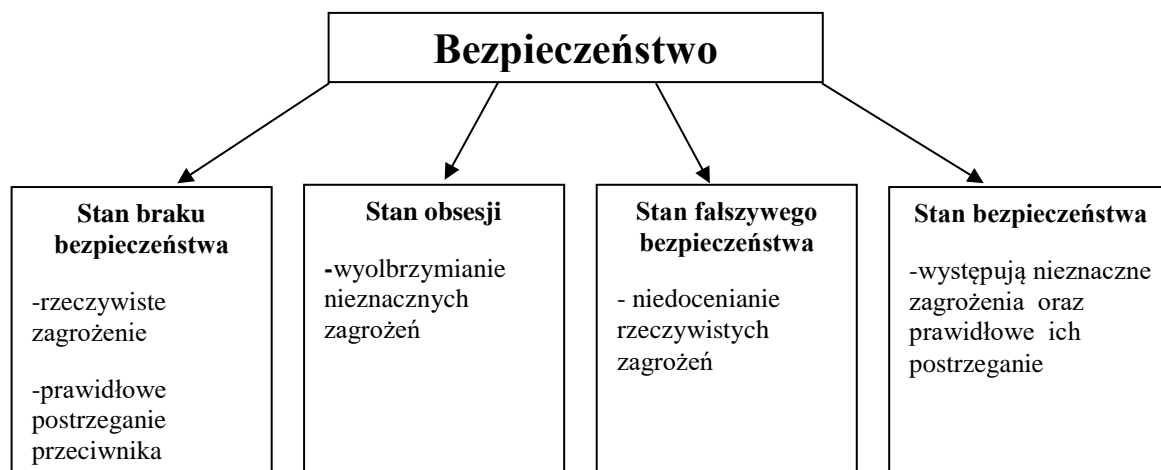 Bezpieczeństwo
Stan braku
bezpieczeństwa
-rzeczywiste
zagrożenie
-prawidłowe
postrzeganie
przeciwnika
Stan obsesji
-wyolbrzymianie
nieznacznych
zagrożeń
Stan fałszywego
bezpieczeństwa
- niedocenianie
rzeczywistych
zagrożeń
Stan bezpieczeństwa
-występują nieznaczne
zagrożenia oraz
prawidłowe ich
postrzeganie